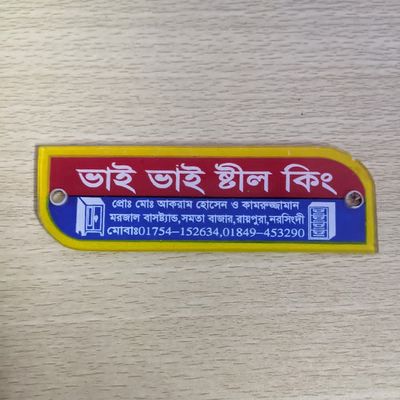 ভাই ভাই ষ্টীল কিং
প্রোঃ মোঃ আকরাম হোসেন ও কামরুজ্জামান
মরজাল বাসষ্ট্যান্ড,সমতা বাজার,রায়পুরা,নরসিংদী
মোবাঃ01754-152634,01849-453290